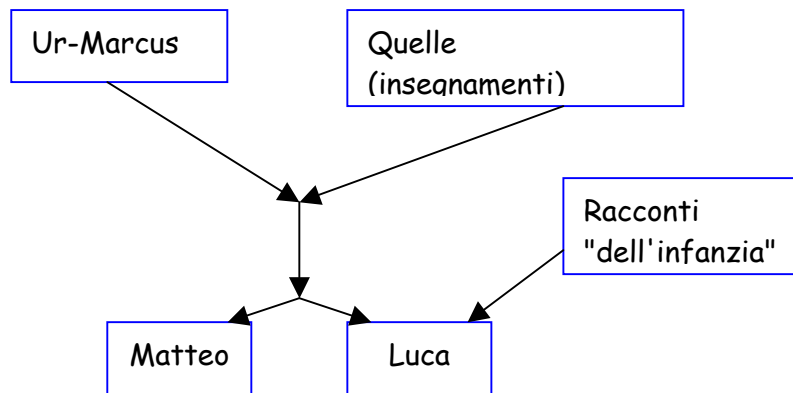 Ur-Marcus
Quelle
(insegnamenti)
Racconti
"dell'infanzia"
Matteo
Luca